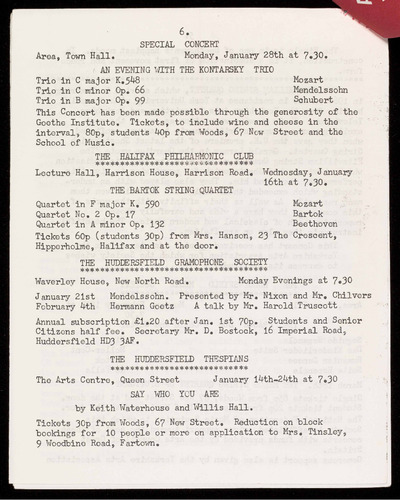 6.
SPECIAL CONCERT
Area, Town Hall. Monday, January 28th at 7.30.
AN EVENING WITH THE KONTARSKY TRIO
Trio in C major K.548 Mozart
Trio in C minor Op. 66 Mendelssohn
Trio in B major Op. 99 Schubert
This Concert has been made possible through the generosity of the
Goethe Institute. Tickets, to include wine and cheese in the
interval, 80p, students 40p from Woods, 67 New Street and the
School of Music.
THE HALIFAX PHILHARMONIC CLUB
*******************************
Lecture Hall, Harrison House, Harrison Road. Wednesday, January
16th at 7.30.
THE BARTOK STRING QUARTET
Quartet in F major K. 590 Mozart
Quartet No. 2 Op. 17 Bartok
Quartet in A minor Op. 132 Beethoven
Tickets 60p (students 30p) from Mrs. Hanson, 23 The Crescent,
Hipperholme, Halifax and at the door.
THE HUDDERSFIELD GRAMOPHONE SOCIETY
*************************************
Waverley House, New North Road. Monday Evenings at 7.30
January 21st Mendelssohn. Presented by Mr. Nixon and Mr. Chilvers
February 4th Hermann Goetz A talk by Mr. Harold Truscott
Annual subscription £1.20 after Jan. 1st 70p. Students and Senior
Citizens half fee. Secretary Mr. D. Bostock, 16 Imperial Road,
Huddersfield HD3 3AF.
THE HUDDERSFIELD THESPIANS
***************************
The Arts Centre, Queen Street January 14th-24th at 7.30
SAY WHO YOU ARE
by Keith Waterhouse and Willis Hall.
Tickets 30p from Woods, 67 New Street. Reduction on block
bookings for 10 people or more on application to Mrs. Tinsley,
9 Woodbine Road, Fartown.